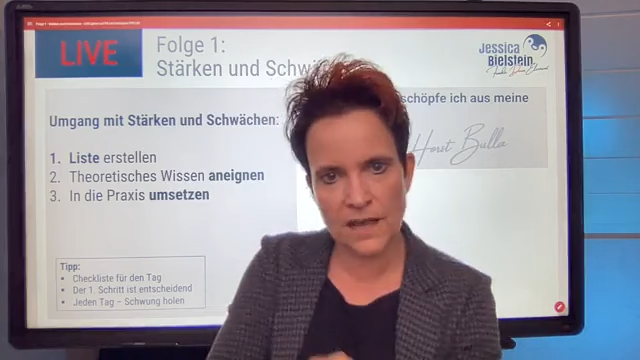 LIVE
Folge 1:
Stärken und Schw
Jessica
Bielstein
schöpfe ich aus meine
Horst Bulla
Umgang mit Stärken und Schwächen:
1. Liste erstellen
2. Theoretisches Wissen aneignen
3. In die Praxis umsetzen
Tipp:
• Checkliste für den Tag
• Der 1. Schritt ist entscheidend
• Jeden Tag – Schwung holen